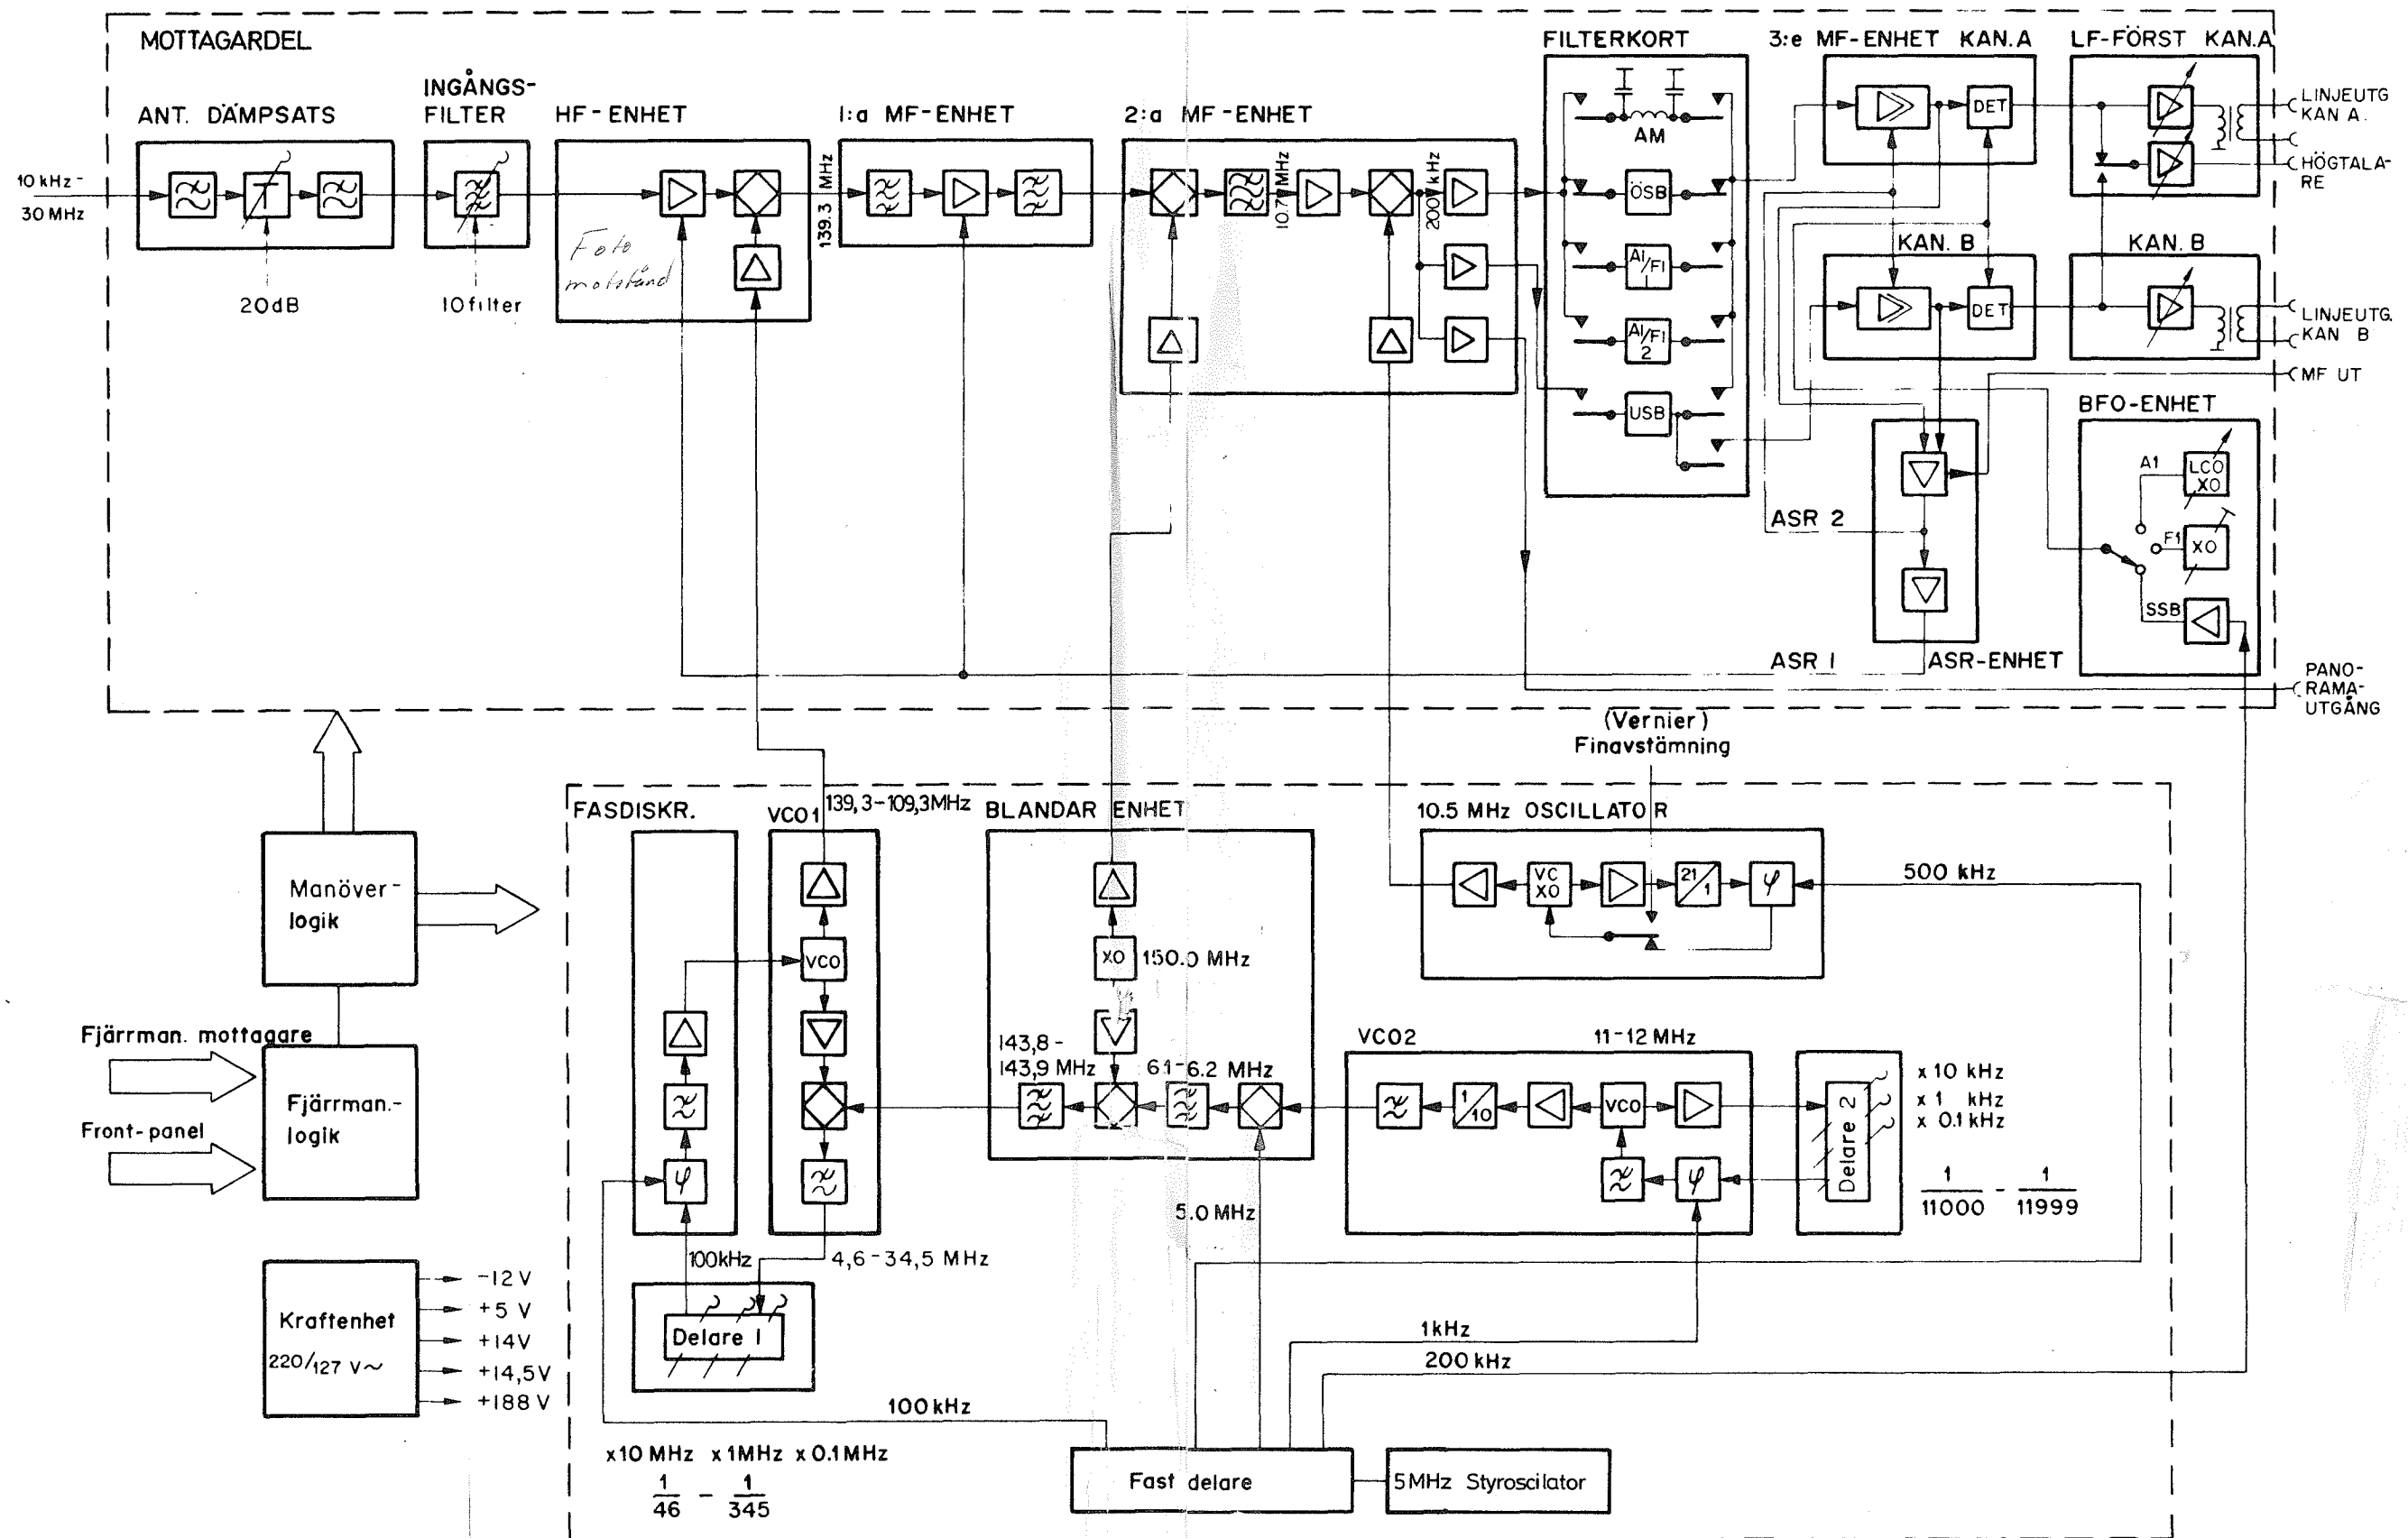 MOTTAGARDEL
ANT. DÄMPSATS
INGÅNGS-
FILTER
HF-ENHET
1:a MF-ENHET
2:a MF-ENHET
FILTERKORT
3:e MF-ENHET KAN.A
LF-FÖRST KAN.A
10 kHz-
30 MHz
20dB
10filter
Foto
motstånd
139.3 MHz
10.7 MHz
200 kHz
AM
ÖSB
A1/F1
1
A1/F1
2
USB
DET
KAN. B
DET
KAN. B
LINJEUTG
KAN A.
HÖGTALA-
RE
LINJEUTG.
KAN B
MF UT
BFO-ENHET
A1
LCO
XO
F1
XO
SSB
ASR 2
ASR 1
ASR-ENHET
PANO-
RAMA-
UTGÅNG
(Vernier)
Finavstämning
FASDISKR.
VCO1
139,3-109,3MHz
BLANDAR ENHET
10.5 MHz OSCILLATOR
Manöver-
logik
VCO
XO
150.0 MHz
VC
XO
21/1
φ
500 kHz
Fjärrman. mottagare
Front-panel
Fjärrman.-
logik
143,8-
143,9 MHz
6.1-6.2 MHz
VCO2
11-12 MHz
1/10
VCO
Delare 2
x 10 kHz
x 1 kHz
x 0.1 kHz
φ
φ
1/11000 - 1/11999
5.0 MHz
100kHz
4,6-34,5 MHz
Delare 1
Kraftenhet
220/127 V~
-12 V
+5 V
+14V
+14,5V
+188 V
1kHz
200 kHz
100 kHz
x10 MHz x 1MHz x 0.1MHz
1/46 - 1/345
Fast delare
5MHz Styroscilator